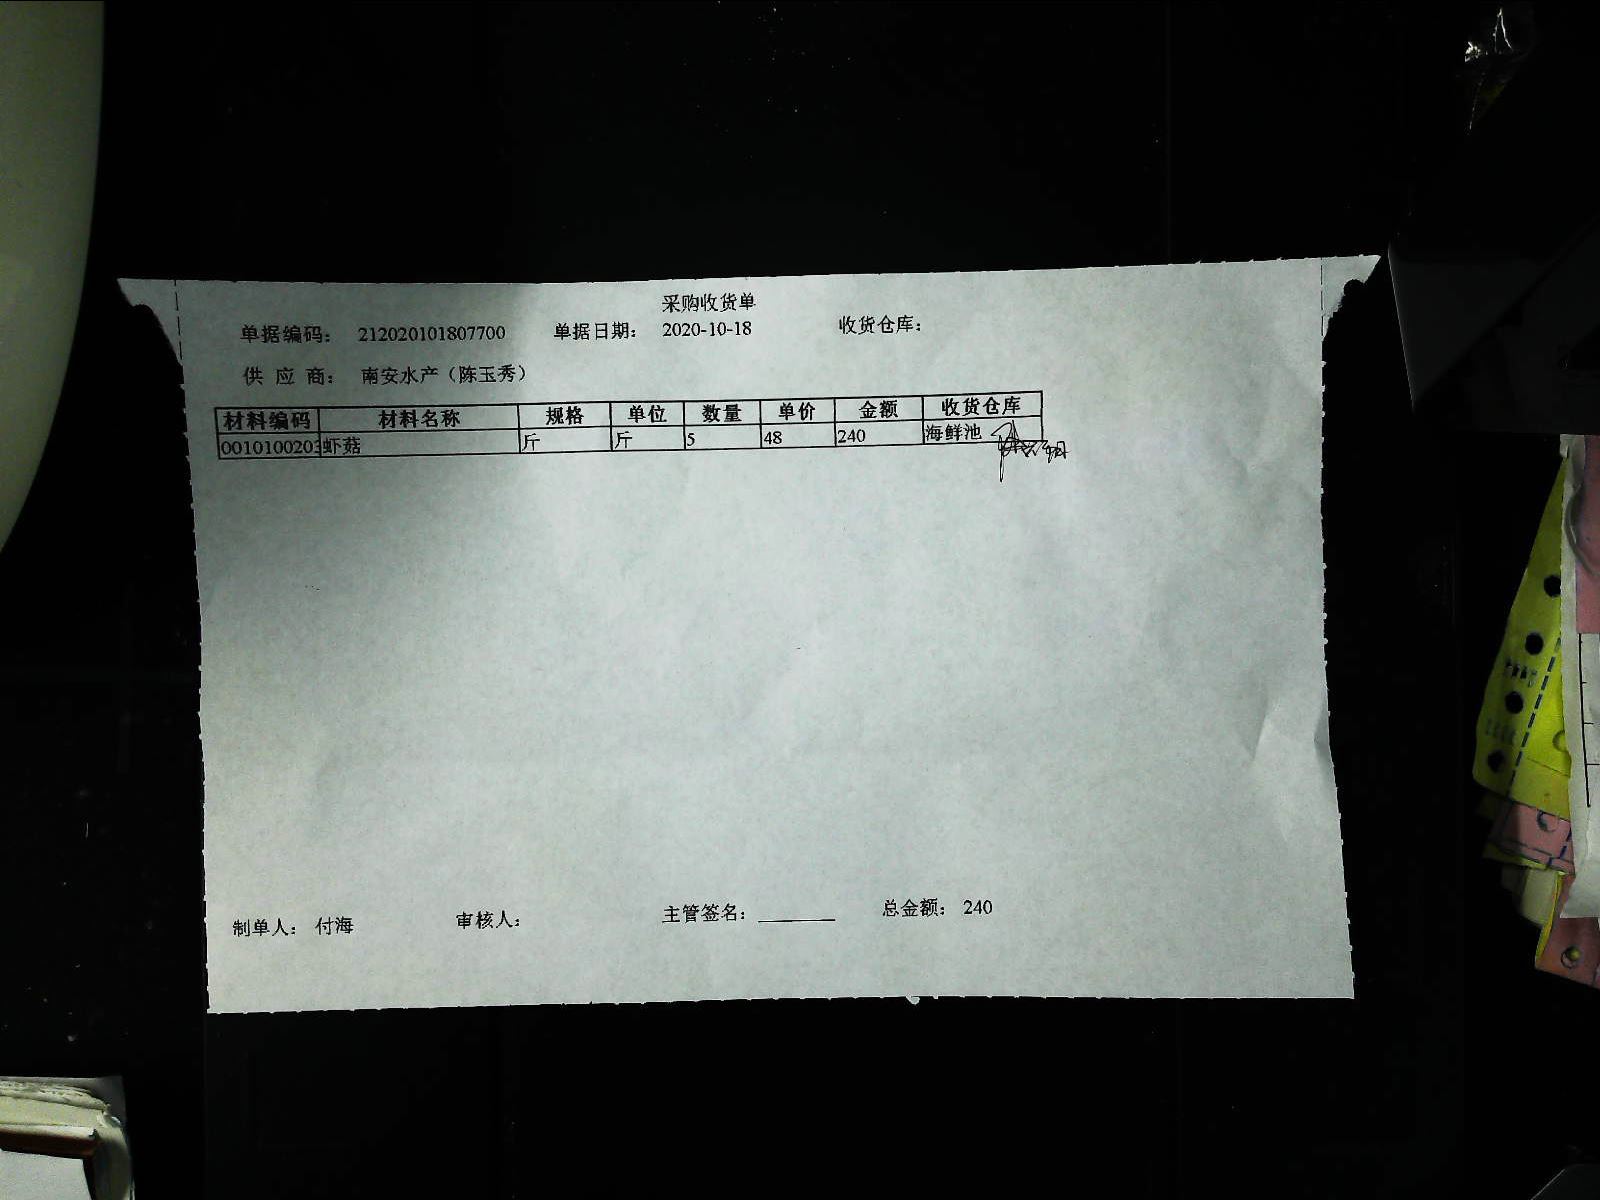 采购收货单
单据编码： 212020101807700 单据日期： 2020-10-18 收货仓库：
供 应 商： 南安水产（陈玉秀）
材料编码 材料名称 规格 单位 数量 单价 金额 收货仓库
0010100203 虾菇 斤 斤 5 48 240 海鲜池
制单人： 付海 审核人： 主管签名： ________ 总金额： 240